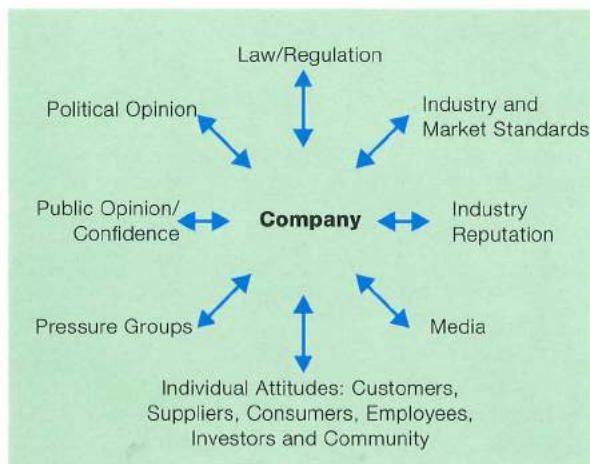 Law/Regulation
Political Opinion
Industry and
Market Standards
Public Opinion/
Confidence
Company
Industry
Reputation
Pressure Groups
Media
Individual Attitudes: Customers,
Suppliers, Consumers, Employees,
Investors and Community